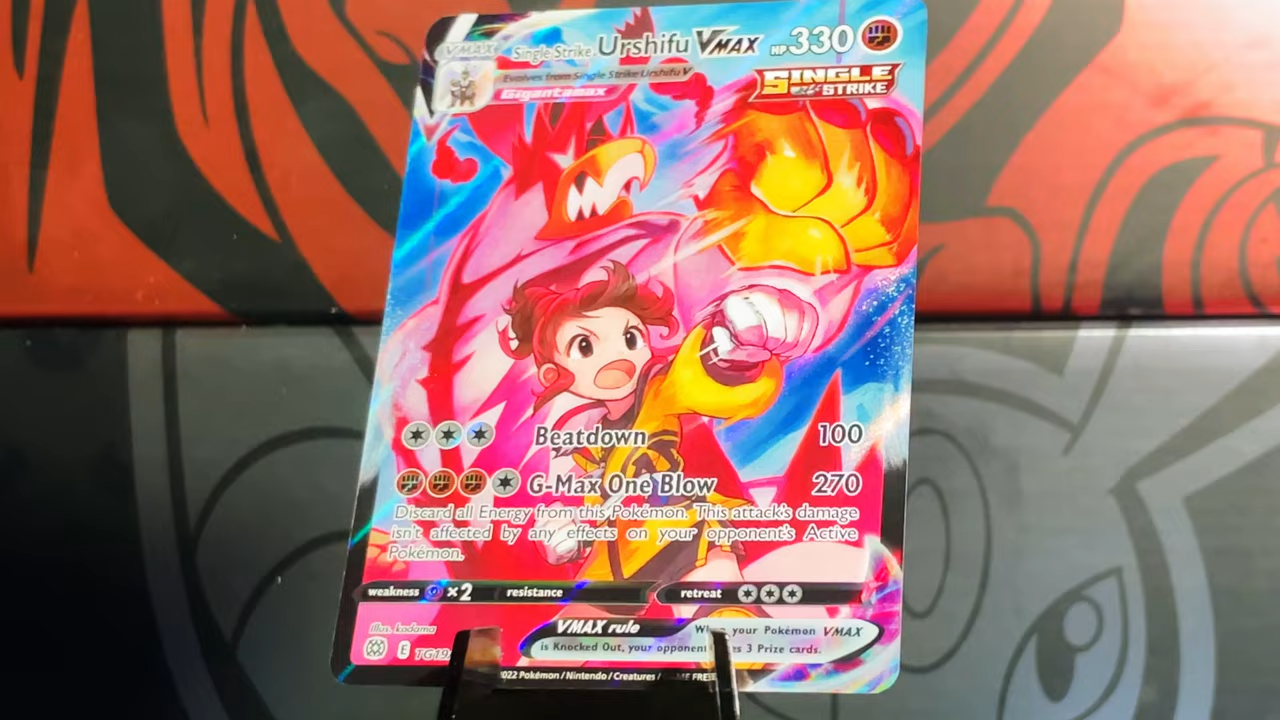 VMAX Single Strike Urshifu VMAX HP 330
Evolves from Single Strike Urshifu V
Gigantamax
SINGLE STRIKE
Beatdown 100
G-Max One Blow 270
Discard all Energy from this Pokémon. This attack's damage
isn't affected by any effects on your opponent's Active
Pokémon.
weakness ×2 resistance retreat
Illus. kodama
VMAX rule your Pokémon VMAX
is Knocked Out, your opponent 3 Prize cards.
E TG19
2022 Pokémon / Nintendo / Creatures /